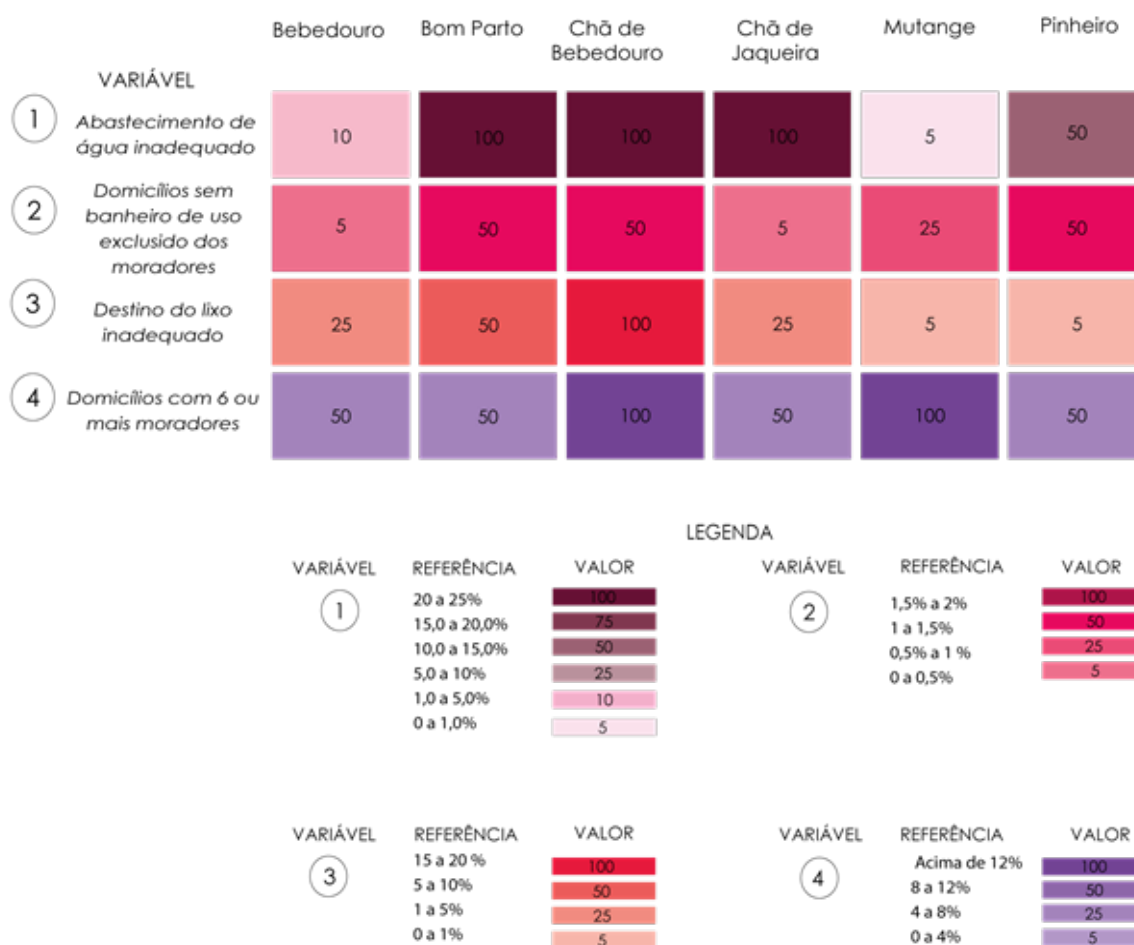 Bebedouro Bom Parto Chã de Bebedouro Chã de Jaqueira Mutange Pinheiro
VARIÁVEL
1 Abastecimento de água inadequado 10 100 100 100 5 50
2 Domicílios sem banheiro de uso exclusido dos moradores 5 50 50 5 25 50
3 Destino do lixo inadequado 25 50 100 25 5 5
4 Domicílios com 6 ou mais moradores 50 50 100 50 100 50
LEGENDA
VARIÁVEL REFERÊNCIA VALOR
1
20 a 25% 100
15,0 a 20,0% 75
10,0 a 15,0% 50
5,0 a 10% 25
1,0 a 5,0% 10
0 a 1,0% 5
VARIÁVEL REFERÊNCIA VALOR
2
1,5% a 2% 100
1 a 1,5% 50
0,5% a 1 % 25
0 a 0,5% 5
VARIÁVEL REFERÊNCIA VALOR
3
15 a 20 % 100
5 a 10% 50
1 a 5% 25
0 a 1% 5
VARIÁVEL REFERÊNCIA VALOR
4
Acima de 12% 100
8 a 12% 50
4 a 8% 25
0 a 4% 5